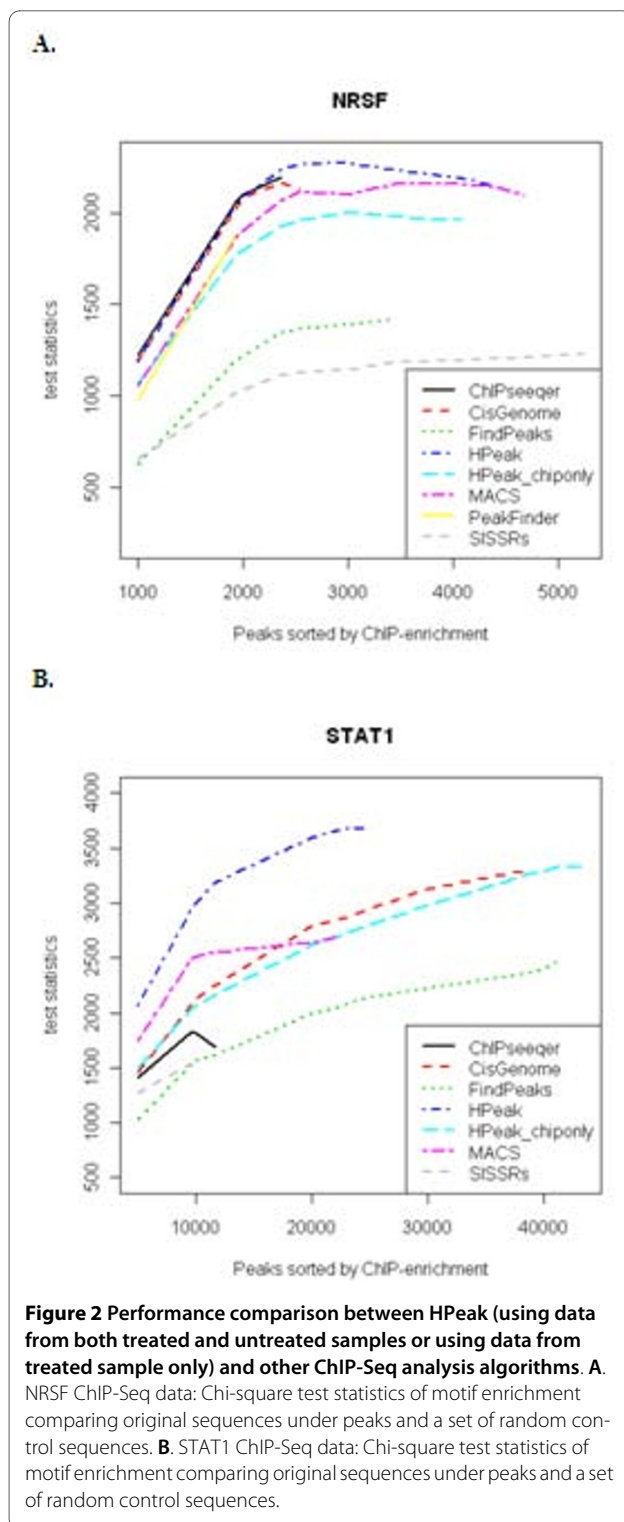 A.
NRSF
test statistics
2000
1500
1000
500
ChIPseeqer
CisGenome
FindPeaks
HPeak
HPeak_chiponly
MACS
PeakFinder
SISSRs
1000 2000 3000 4000 5000
Peaks sorted by ChIP-enrichment
B.
STAT1
test statistics
4000
3500
3000
2500
2000
1500
1000
500
ChIPseeqer
CisGenome
FindPeaks
HPeak
HPeak_chiponly
MACS
SISSRs
10000 20000 30000 40000
Peaks sorted by ChIP-enrichment
Figure 2 Performance comparison between HPeak (using data
from both treated and untreated samples or using data from
treated sample only) and other ChIP-Seq analysis algorithms. A.
NRSF ChIP-Seq data: Chi-square test statistics of motif enrichment
comparing original sequences under peaks and a set of random con-
trol sequences. B. STAT1 ChIP-Seq data: Chi-square test statistics of
motif enrichment comparing original sequences under peaks and a set
of random control sequences.